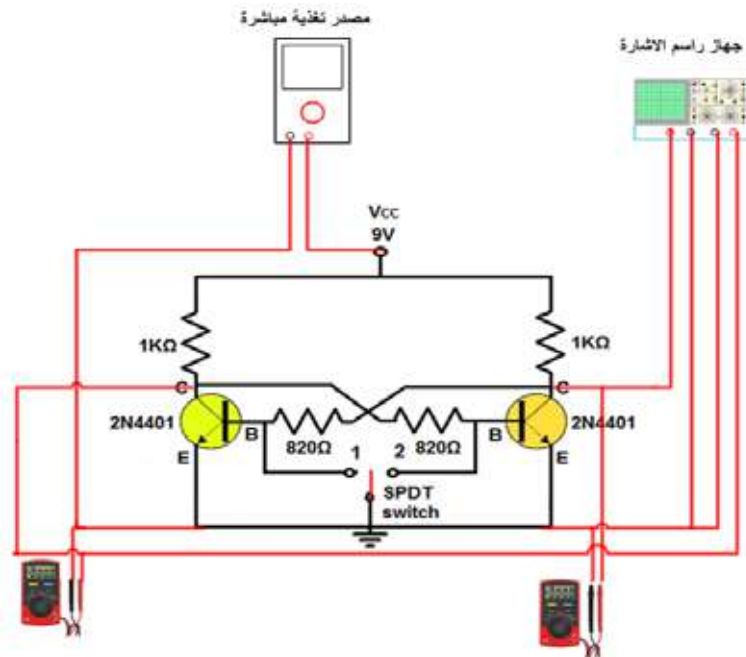 مصدر تغذية مباشرة
جهاز راسم الاشارة
Vcc
9V
1KΩ
1KΩ
C
C
2N4401
2N4401
B
B
820Ω
820Ω
E
E
1
2
SPDT
switch